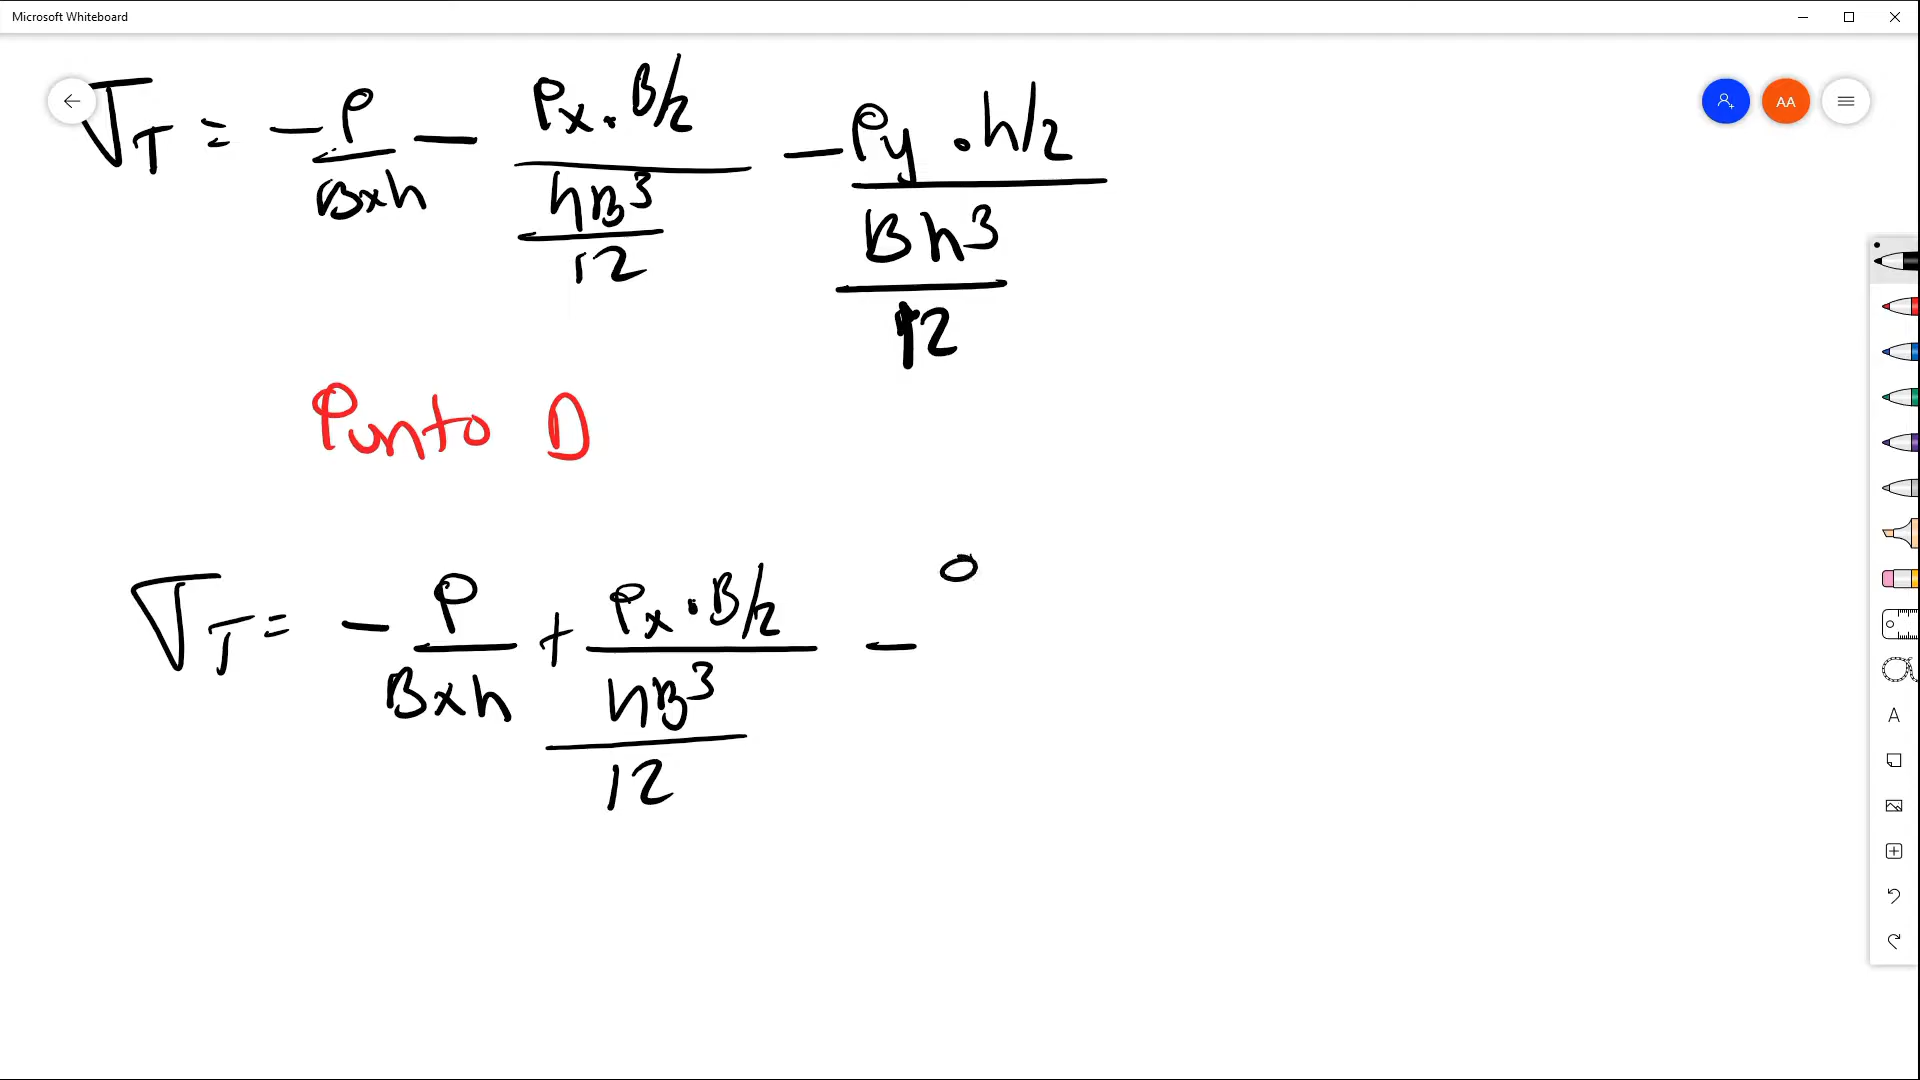 Microsoft Whiteboard
AA
σT = - P/Bxh - Px · B/2 / hB³/12 - Py · h/2 / Bh³/12
Punto D
σT = - P/Bxh + Px · B/2 / hB³/12 - 0
A